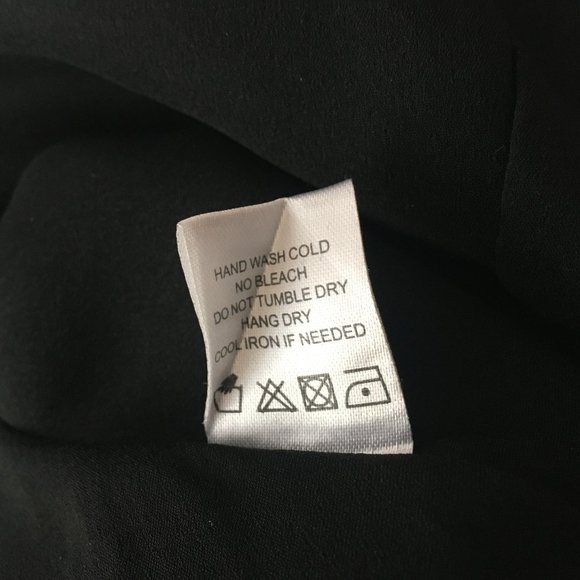 HAND WASH COLD
NO BLEACH
DO NOT TUMBLE DRY
HANG DRY
COOL IRON IF NEEDED